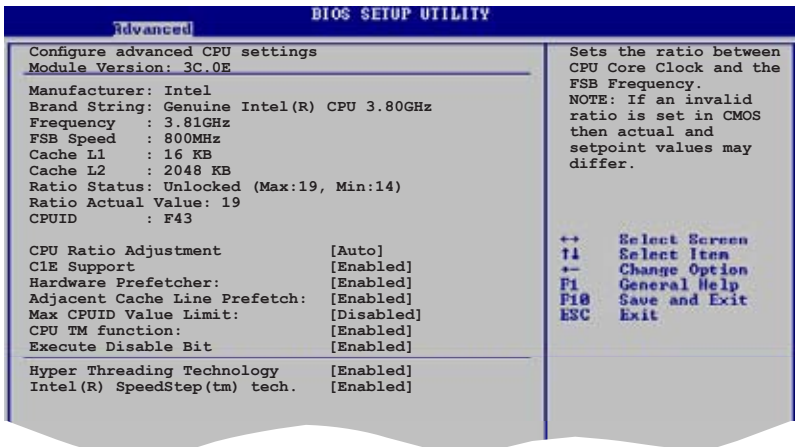 BIOS SETUP UTILITY
Advanced
Configure advanced CPU settings
Module Version: 3C.0E
Manufacturer: Intel
Brand String: Genuine Intel(R) CPU 3.80GHz
Frequency : 3.81GHz
FSB Speed : 800MHz
Cache L1 : 16 KB
Cache L2 : 2048 KB
Ratio Status: Unlocked (Max:19, Min:14)
Ratio Actual Value: 19
CPUID : F43
CPU Ratio Adjustment [Auto]
C1E Support [Enabled]
Hardware Prefetcher: [Enabled]
Adjacent Cache Line Prefetch: [Enabled]
Max CPUID Value Limit: [Disabled]
CPU TM function: [Enabled]
Execute Disable Bit [Enabled]
Hyper Threading Technology [Enabled]
Intel(R) SpeedStep(tm) tech. [Enabled]
Sets the ratio between
CPU Core Clock and the
FSB Frequency.
NOTE: If an invalid
ratio is set in CMOS
then actual and
setpoint values may
differ.
↔ Select Screen
↑↓ Select Item
+- Change Option
F1 General Help
F10 Save and Exit
ESC Exit